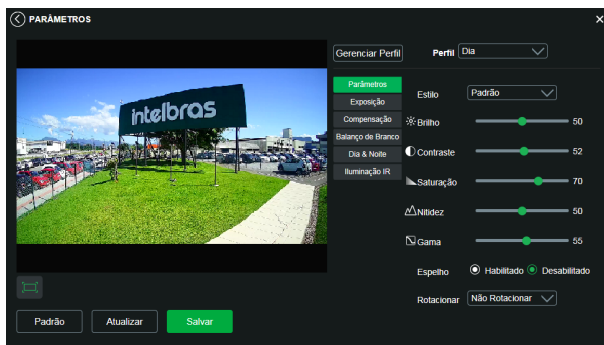 PARÂMETROS
Gerenciar Perfil
Perfil Dia
intelbras
Parâmetros
Exposição
Compensação
Balanço de Branco
Dia & Noite
Iluminação IR
Estilo Padrão
Brilho 50
Contraste 52
Saturação 70
Nitidez 50
Gama 55
Espelho Habilitado Desabilitado
Rotacionar Não Rotacionar
Padrão Atualizar Salvar